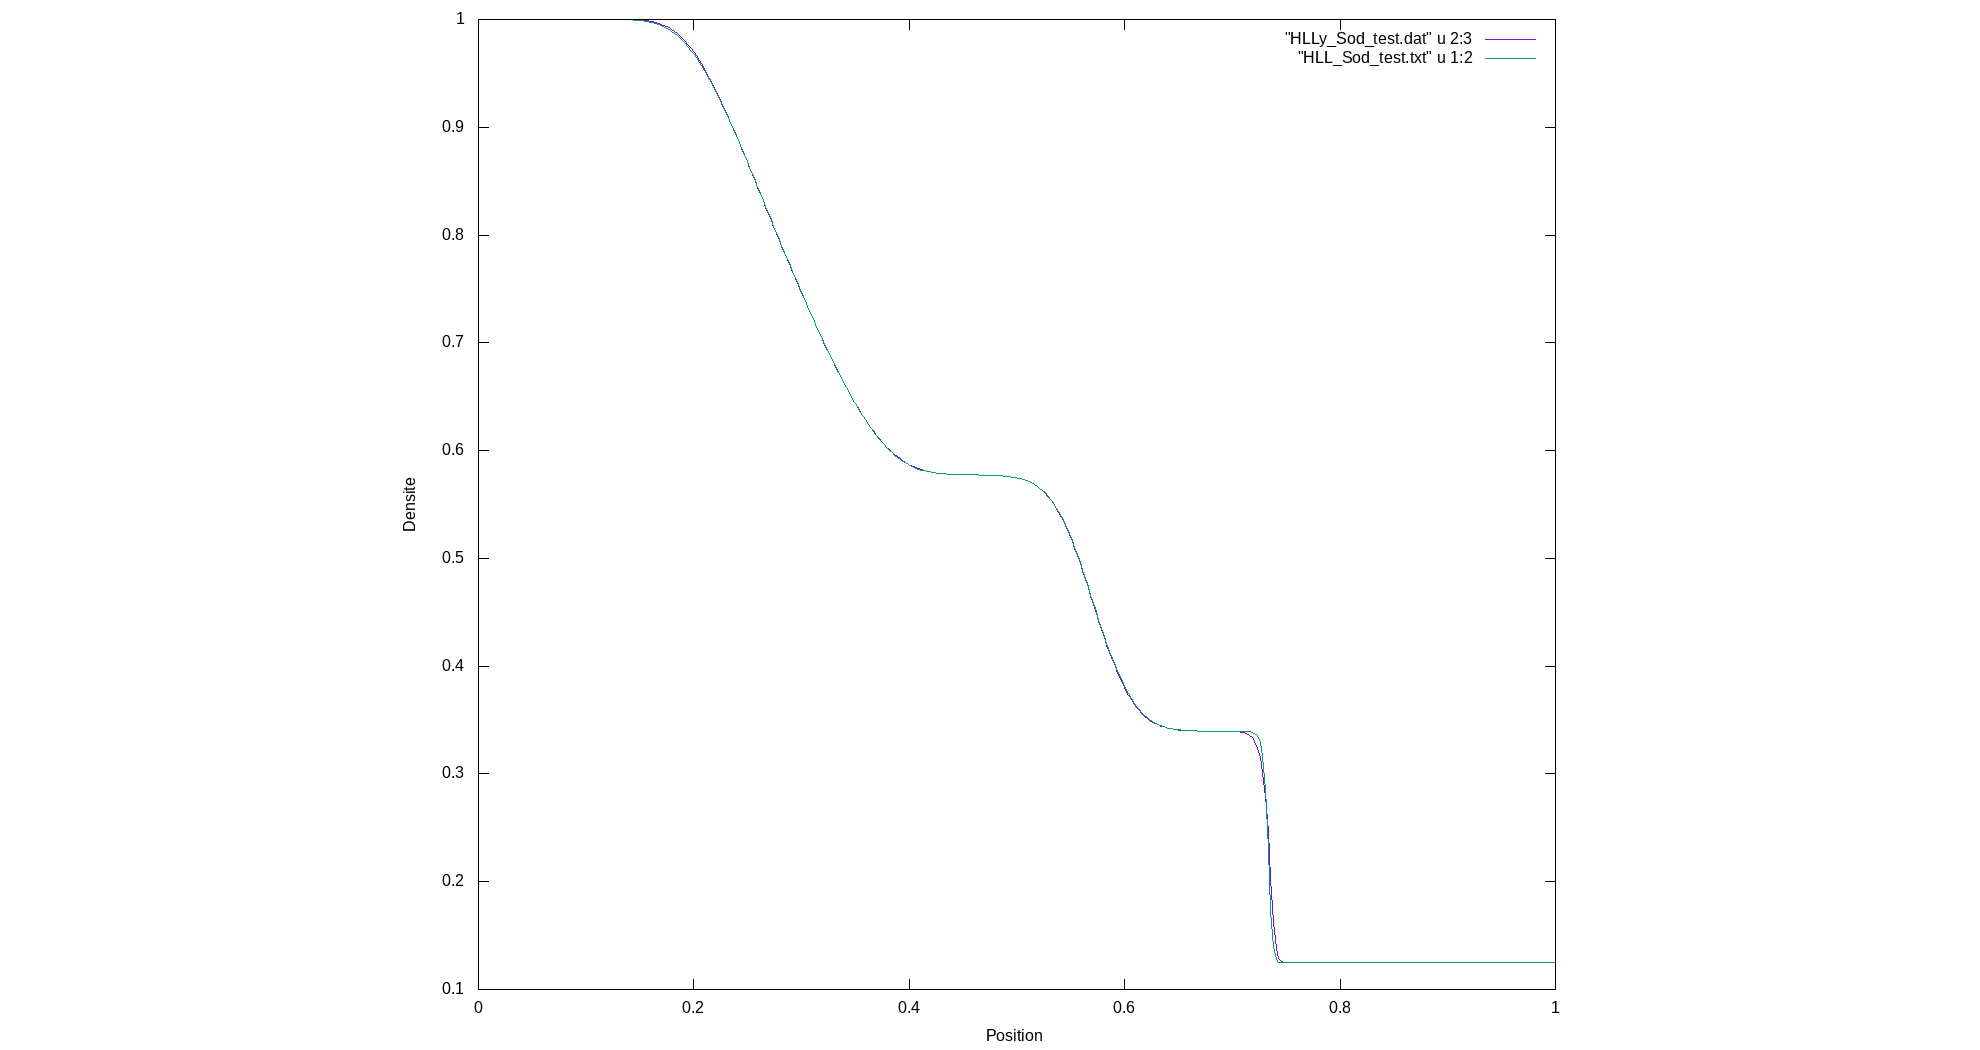 "HLLy_Sod_test.dat" u 2:3
"HLL_Sod_test.txt" u 1:2
1
0.9
0.8
0.7
0.6
0.5
0.4
0.3
0.2
0.1
Densite
0 0.2 0.4 0.6 0.8 1
Position